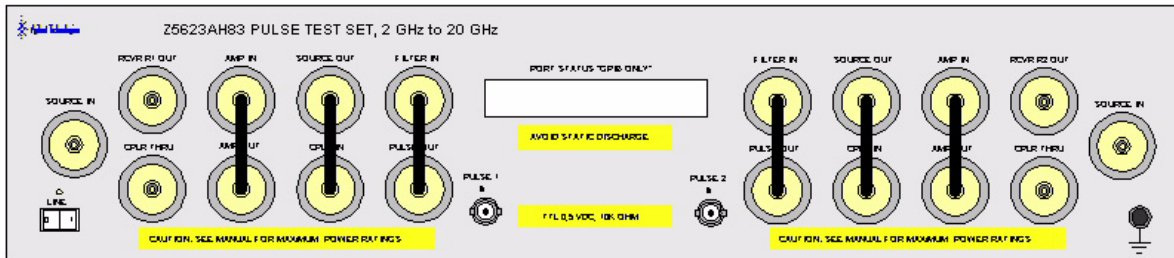 Agilent Technologies
Z5623AH83 PULSE TEST SET, 2 GHz to 20 GHz
RCVR R1 OUT AMP IN SOURCE OUT FILTER IN
PORT STATUS "GPIB ONLY"
FILTER IN SOURCE OUT AMP IN RCVR R2 OUT
SOURCE IN
SOURCE IN
AVOID STATIC DISCHARGE
CPLR THRU AMP OUT CPLR IN PULSE OUT
PULSE OUT CPLR IN AMP OUT CPLR THRU
PULSE 1
PULSE 2
LINE
TTL 0,5 VDC, 10K OHM
CAUTION: SEE MANUAL FOR MAXIMUM POWER RATINGS
CAUTION: SEE MANUAL FOR MAXIMUM POWER RATINGS